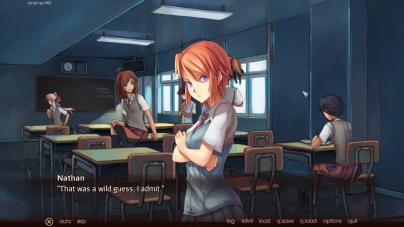 Nathan
"That was a wild guess, I admit."
auto skip log save load q.save q.load options quit